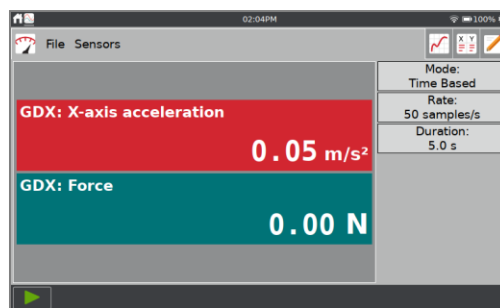 02:04PM
100%
File Sensors
X Y
Mode:
Time Based
GDX: X-axis acceleration
0.05 m/s²
Rate:
50 samples/s
Duration:
5.0 s
GDX: Force
0.00 N